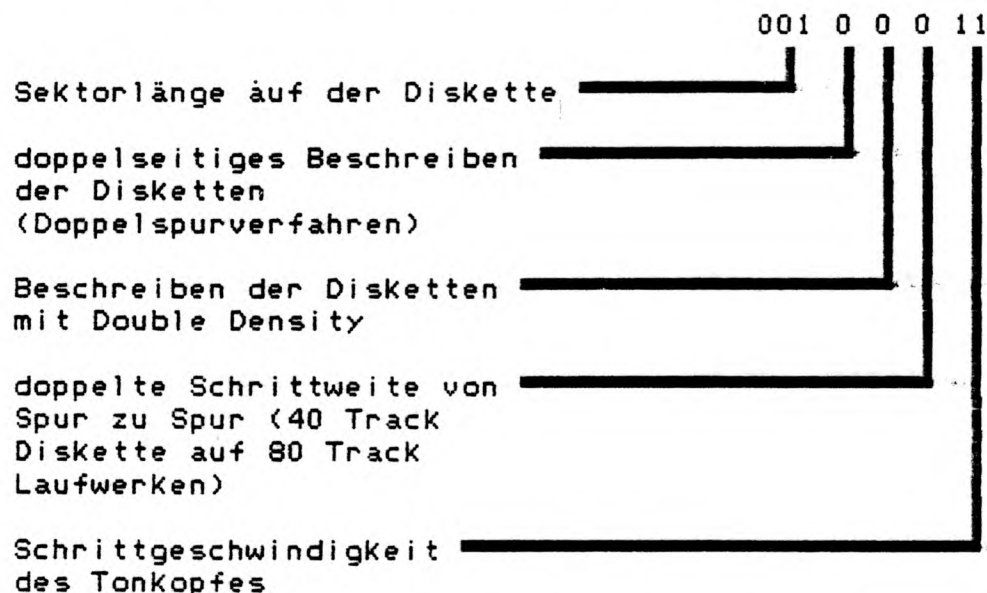 001 0 0 0 11
Sektorlänge auf der Diskette
doppelseitiges Beschreiben
der Disketten
(Doppelspurverfahren)
Beschreiben der Disketten
mit Double Density
doppelte Schrittweite von
Spur zu Spur (40 Track
Diskette auf 80 Track
Laufwerken)
Schrittgeschwindigkeit
des Tonkopfes